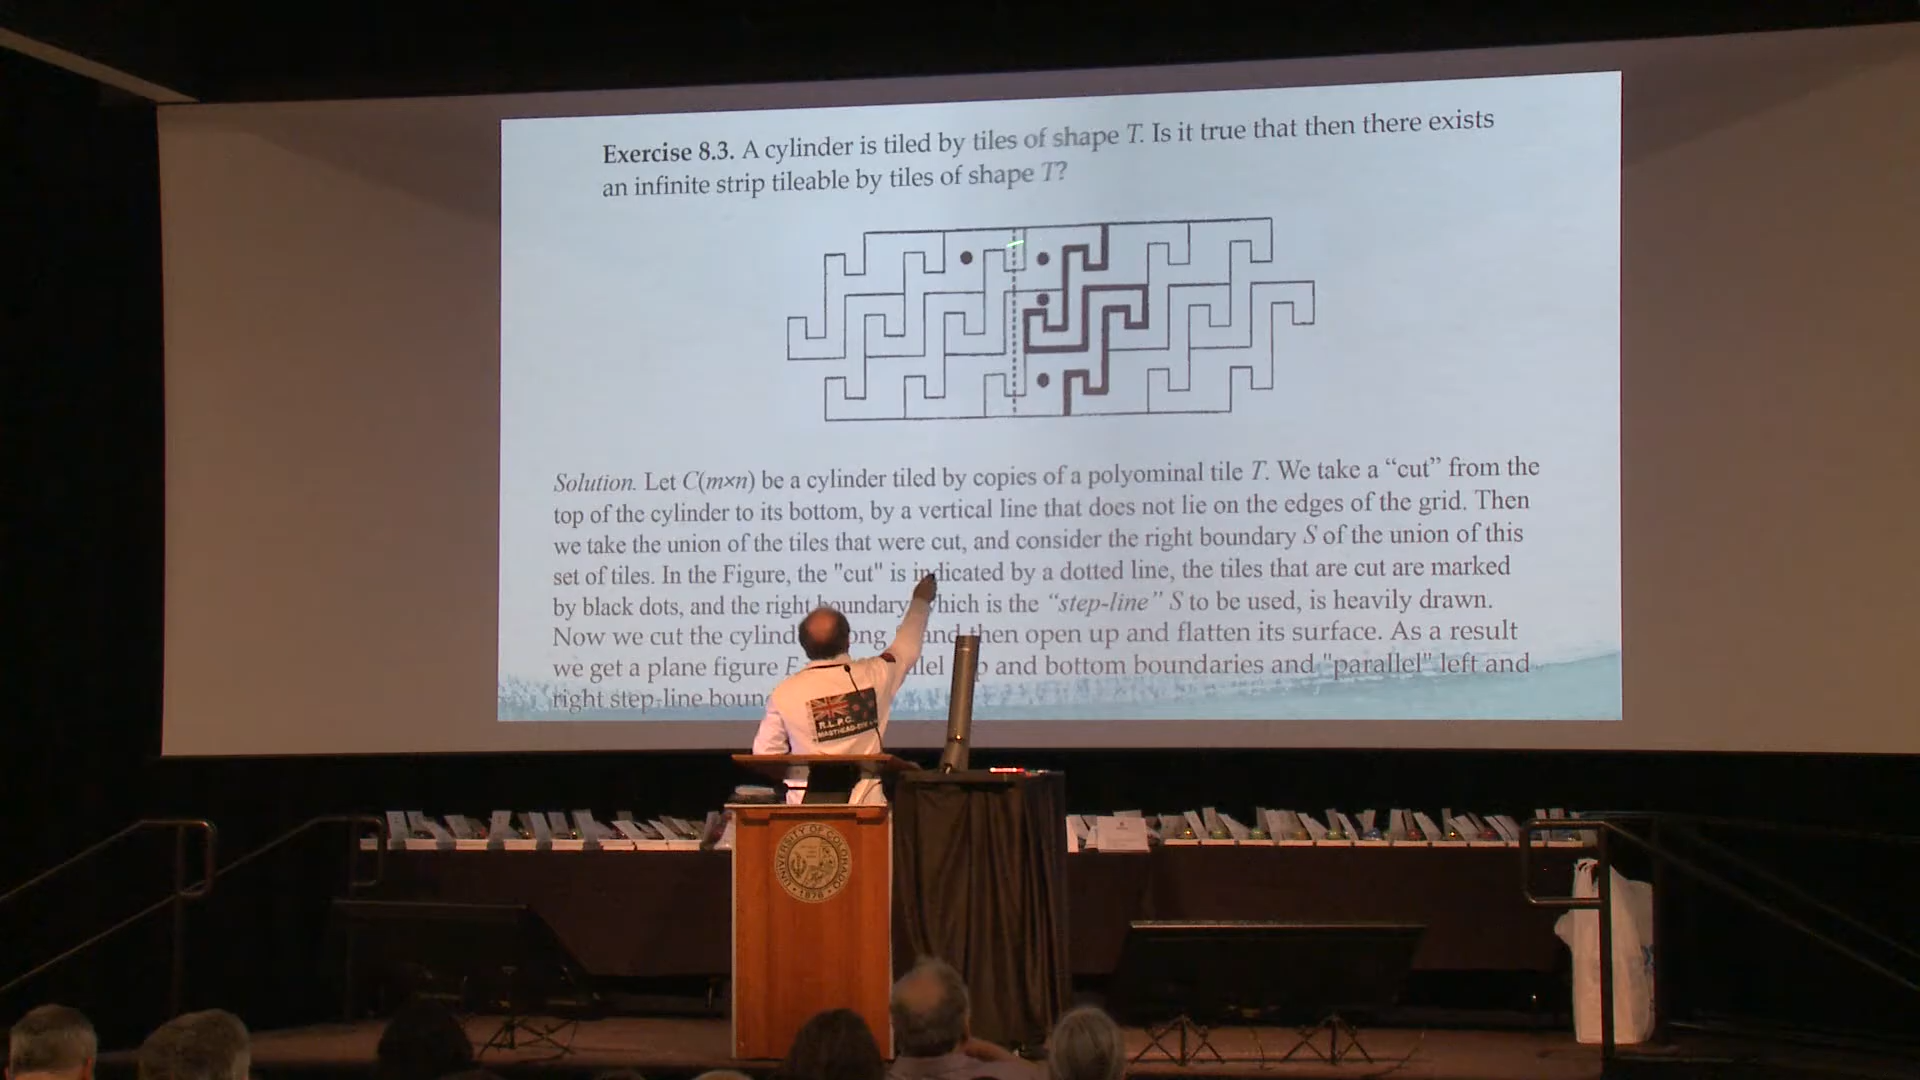 Exercise 8.3. A cylinder is tiled by tiles of shape T. Is it true that then there exists
an infinite strip tileable by tiles of shape T?
Solution. Let C(m×n) be a cylinder tiled by copies of a polyominal tile T. We take a “cut” from the
top of the cylinder to its bottom, by a vertical line that does not lie on the edges of the grid. Then
we take the union of the tiles that were cut, and consider the right boundary S of the union of this
set of tiles. In the Figure, the "cut" is indicated by a dotted line, the tiles that are cut are marked
by black dots, and the right boundary which is the “step-line” S to be used, is heavily drawn.
Now we cut the and then open up and flatten its surface. As a result
we get a plane figure and bottom boundaries and "parallel" left and
right step-line
R.L.P.C.
UNIVERSITY OF COLORADO
1876